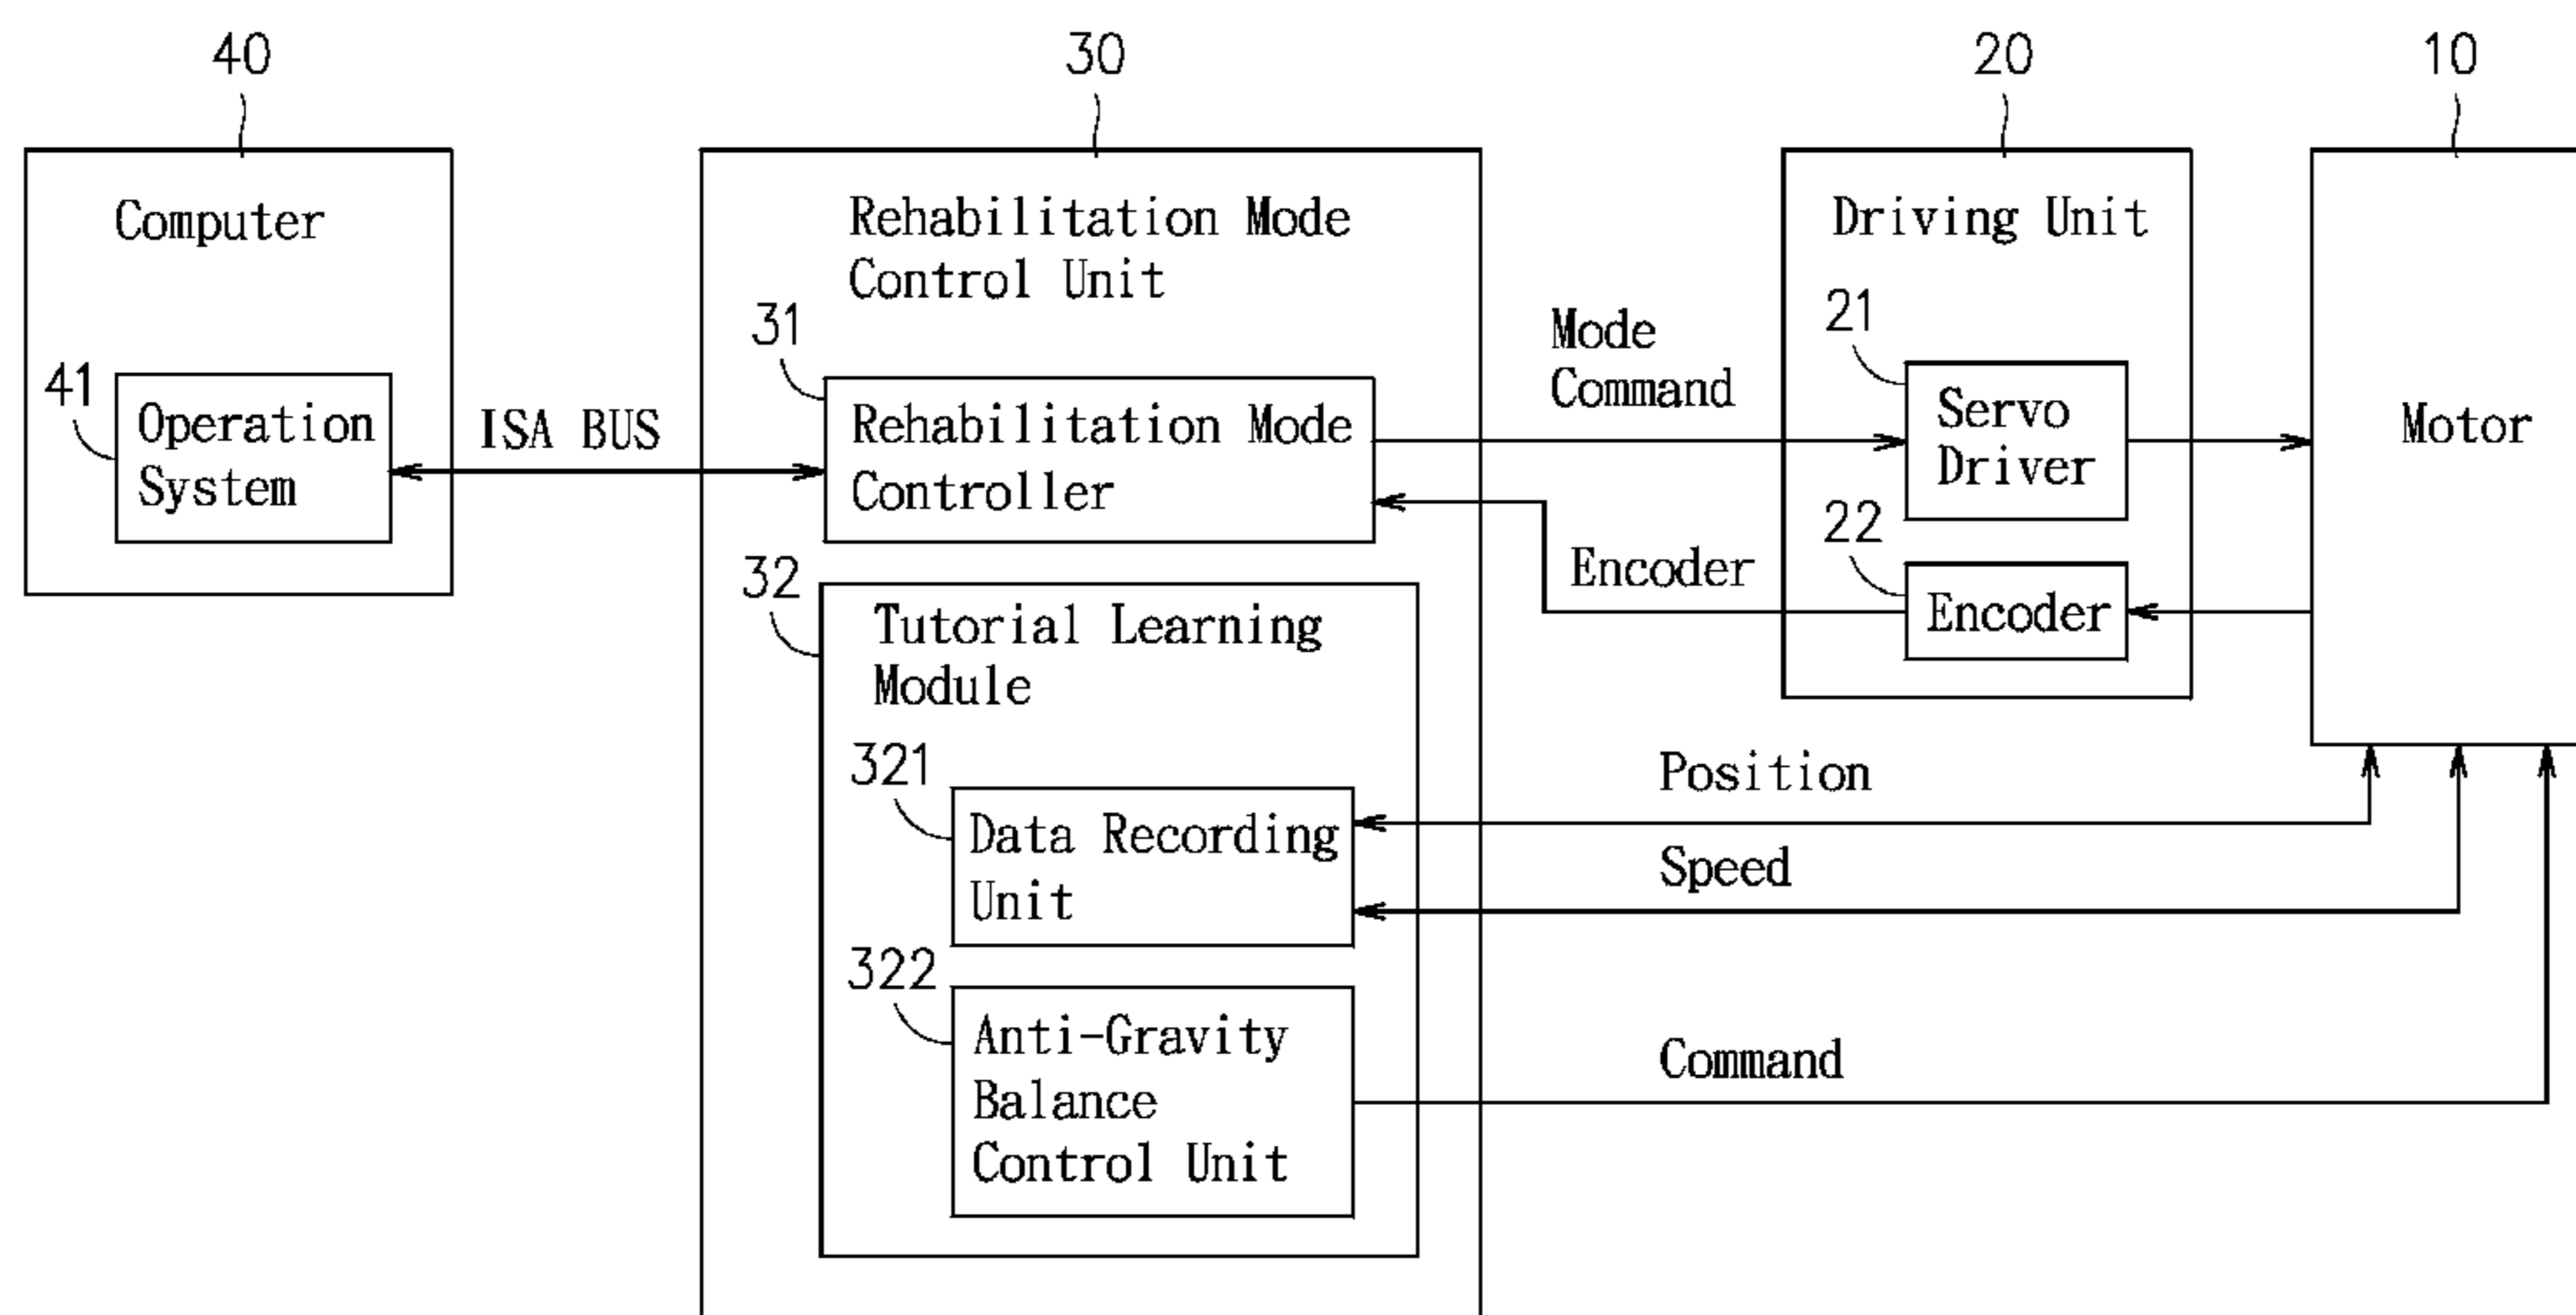 40
30
20
10
Computer
41
Operation
System
ISA BUS
Rehabilitation Mode
Control Unit
31
Rehabilitation Mode
Controller
32
Tutorial Learning
Module
321
Data Recording
Unit
322
Anti-Gravity
Balance
Control Unit
Mode
Command
Encoder
Driving Unit
21
Servo
Driver
22
Encoder
Motor
Position
Speed
Command